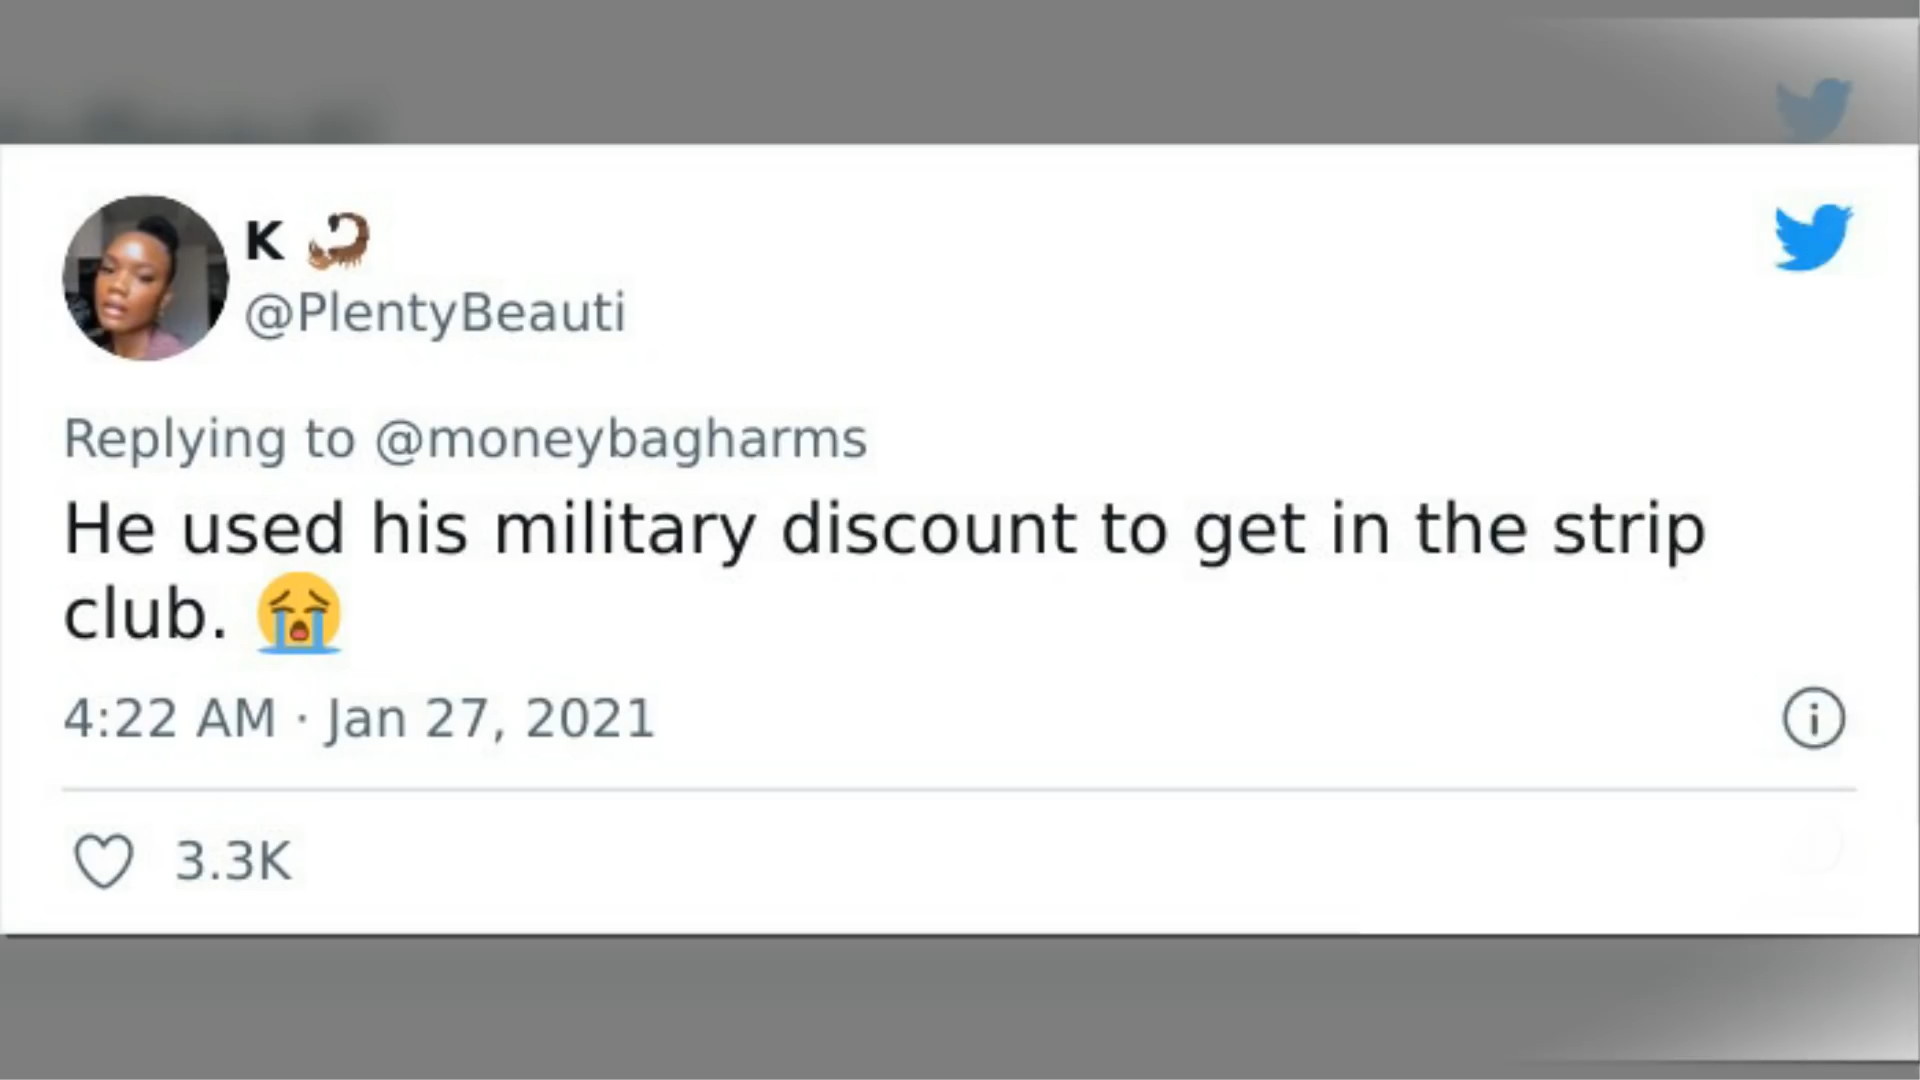 K 🦂
@PlentyBeauti
Replying to @moneybagharms
He used his military discount to get in the strip
club. 😭
4:22 AM · Jan 27, 2021
3.3K